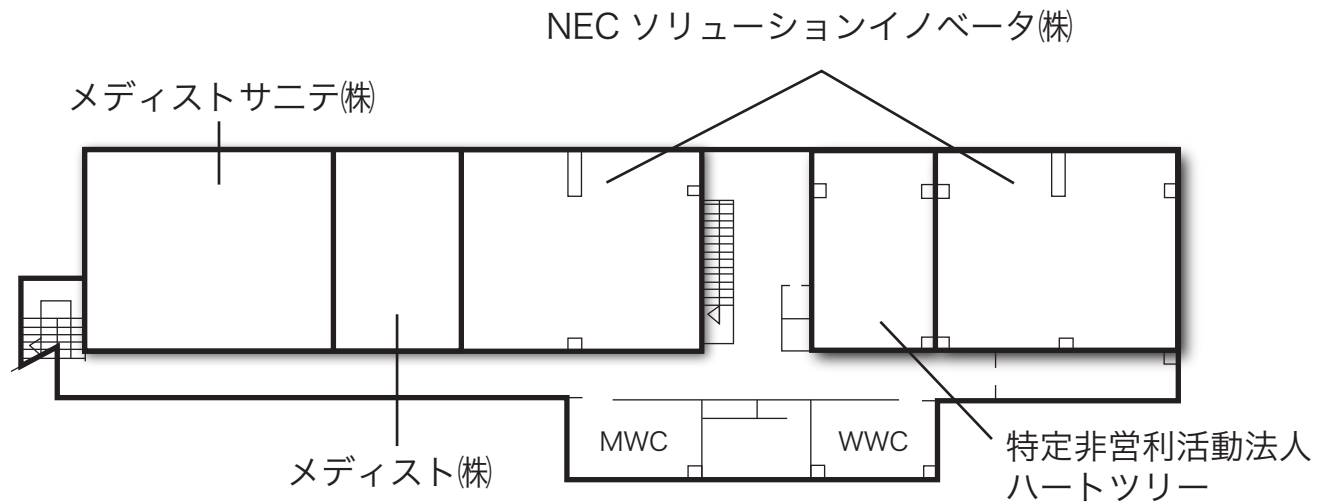 NEC ソリューションイノベータ㈱
メディストサニテ㈱
MWC
WWC
メディスト㈱
特定非営利活動法人
ハートツリー